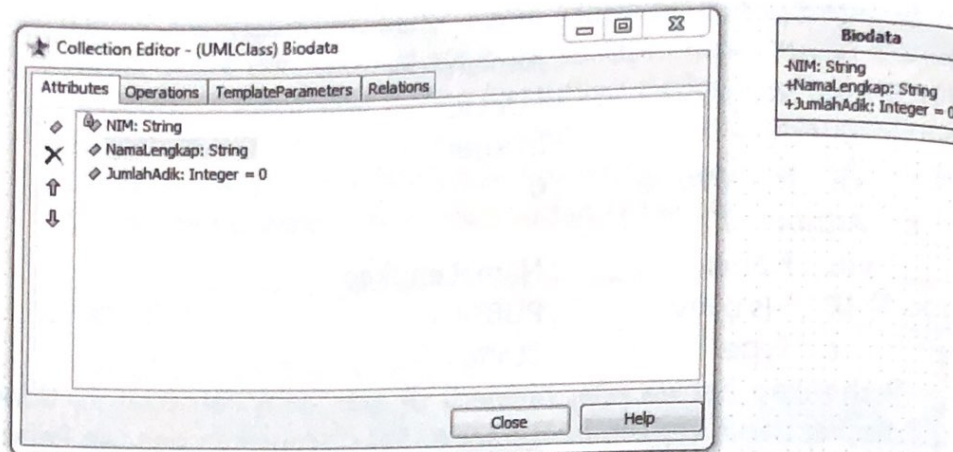 Collection Editor - (UMLClass) Biodata
Attributes Operations TemplateParameters Relations
NIM: String
NamaLengkap: String
JumlahAdik: Integer = 0
Close Help
Biodata
-NIM: String
+NamaLengkap: String
+JumlahAdik: Integer = 0